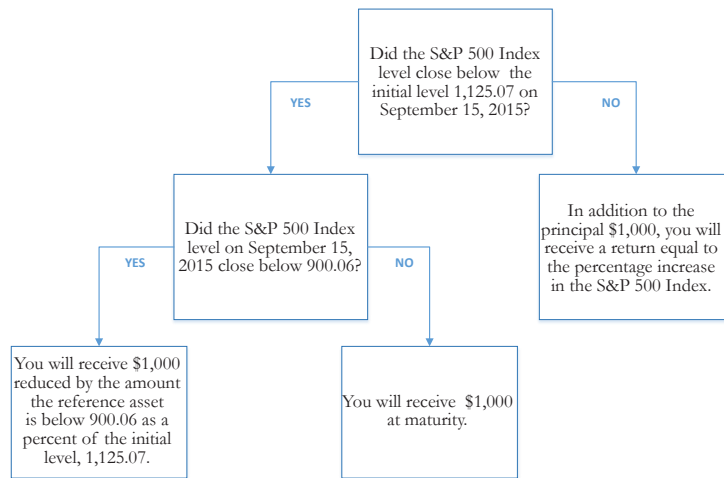 Did the S&P 500 Index
level close below the
initial level 1,125.07 on
September 15, 2015?
YES
NO
Did the S&P 500 Index
level on September 15,
2015 close below 900.06?
In addition to the
principal $1,000, you will
receive a return equal to
the percentage increase
in the S&P 500 Index.
YES
NO
You will receive $1,000
reduced by the amount
the reference asset
is below 900.06 as a
percent of the initial
level, 1,125.07.
You will receive $1,000
at maturity.